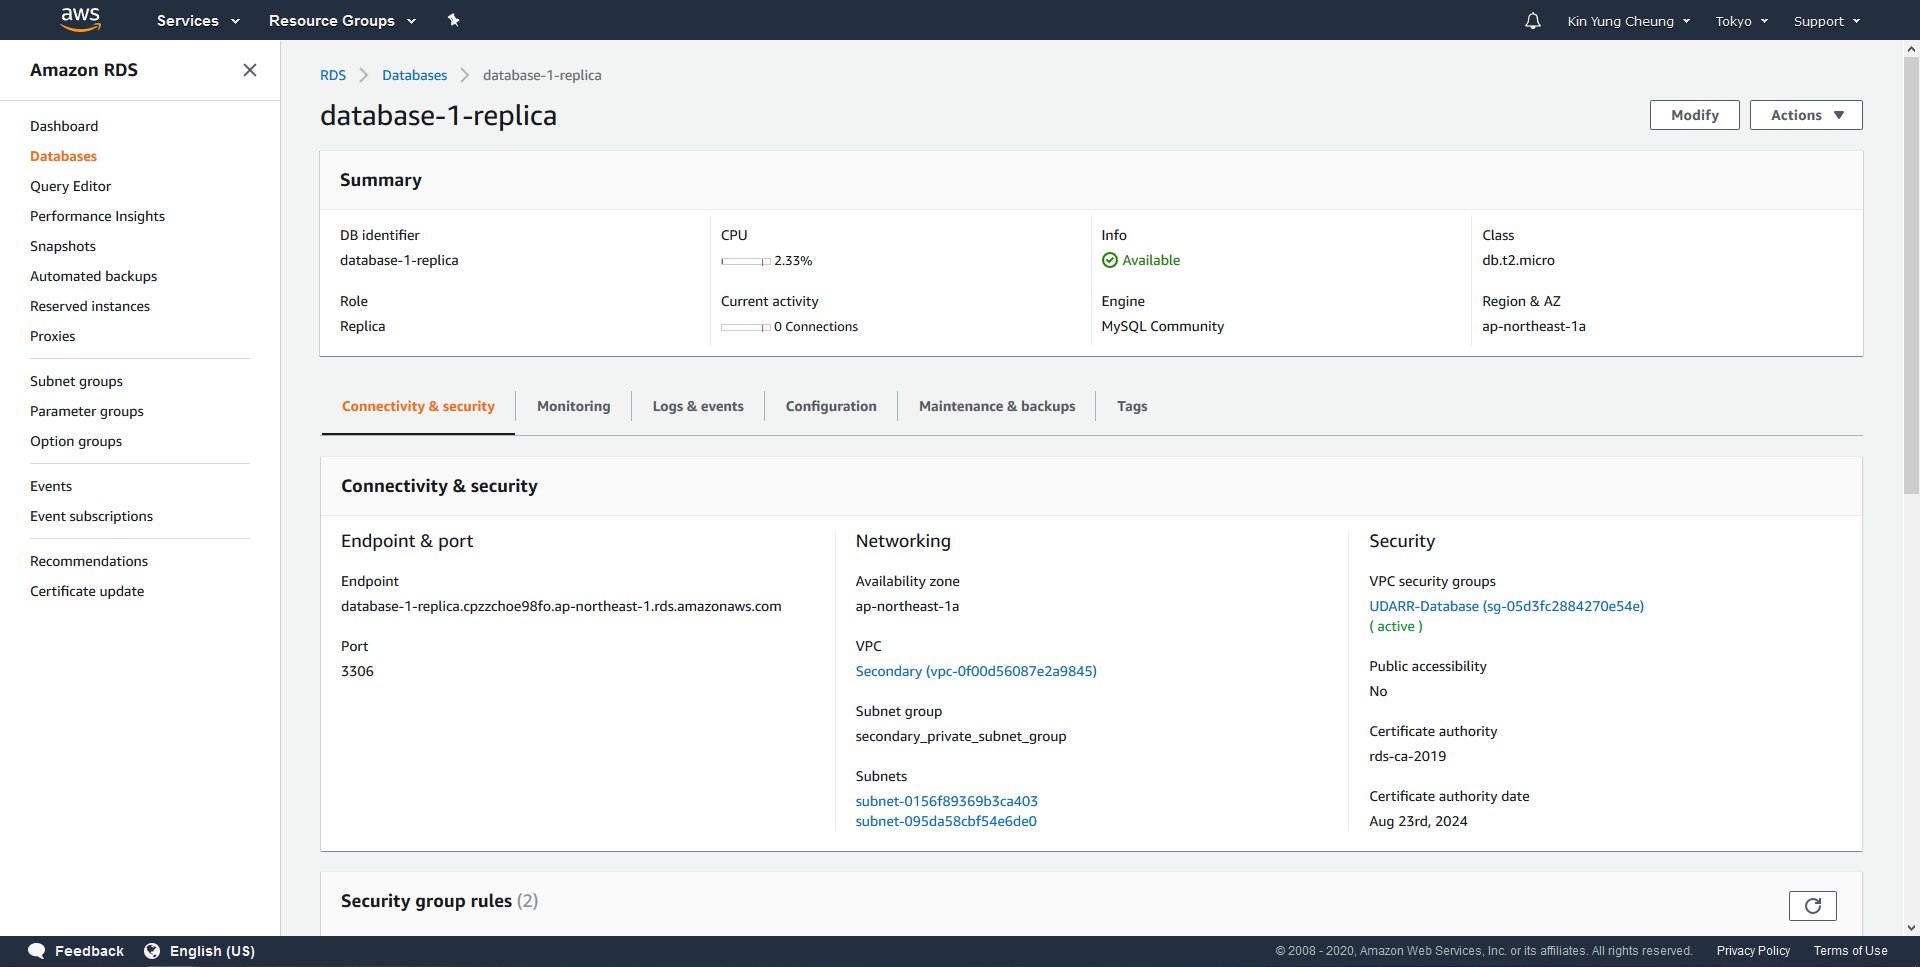 aws
Services
Resource Groups
Kin Yung Cheung
Tokyo
Support
Amazon RDS
Dashboard
Databases
Query Editor
Performance Insights
Snapshots
Automated backups
Reserved instances
Proxies
Subnet groups
Parameter groups
Option groups
Events
Event subscriptions
Recommendations
Certificate update
RDS
Databases
database-1-replica
database-1-replica
Modify
Actions
Summary
DB identifier
database-1-replica
CPU
2.33%
Info
Available
Class
db.t2.micro
Role
Replica
Current activity
0 Connections
Engine
MySQL Community
Region & AZ
ap-northeast-1a
Connectivity & security
Monitoring
Logs & events
Configuration
Maintenance & backups
Tags
Connectivity & security
Endpoint & port
Endpoint
database-1-replica.cpzzchoe98fo.ap-northeast-1.rds.amazonaws.com
Port
3306
Networking
Availability zone
ap-northeast-1a
VPC
Secondary (vpc-0f00d56087e2a9845)
Subnet group
secondary_private_subnet_group
Subnets
subnet-0156f89369b3ca403
subnet-095da58cbf54e6de0
Security
VPC security groups
UDARR-Database (sg-05d3fc2884270e54e)
( active )
Public accessibility
No
Certificate authority
rds-ca-2019
Certificate authority date
Aug 23rd, 2024
Security group rules (2)
Feedback
English (US)
© 2008 - 2020, Amazon Web Services, Inc. or its affiliates. All rights reserved.
Privacy Policy
Terms of Use